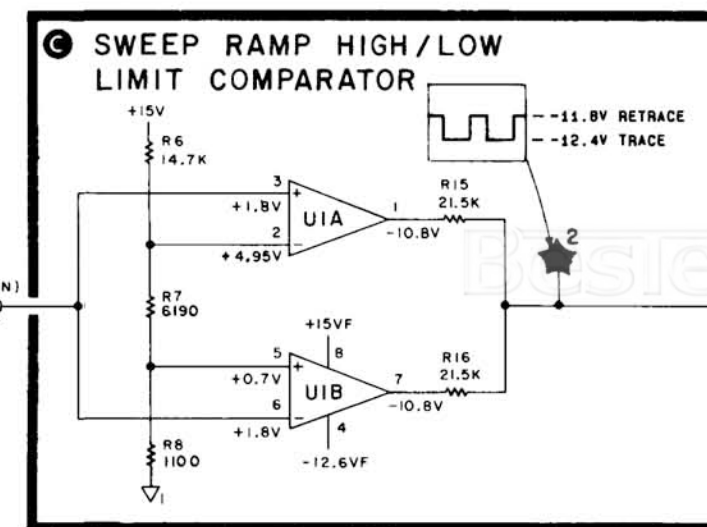 C SWEEP RAMP HIGH/LOW
LIMIT COMPARATOR
+15V
-11.8V RETRACE
-12.4V TRACE
R6
14.7K
3
+
+1.8V
U1A
1
-10.8V
R15
21.5K
2
-
+4.95V
2
N)
R7
6190
+15VF
8
5
+
+0.7V
U1B
7
-10.8V
R16
21.5K
6
-
+1.8V
4
-12.6VF
R8
1100
1